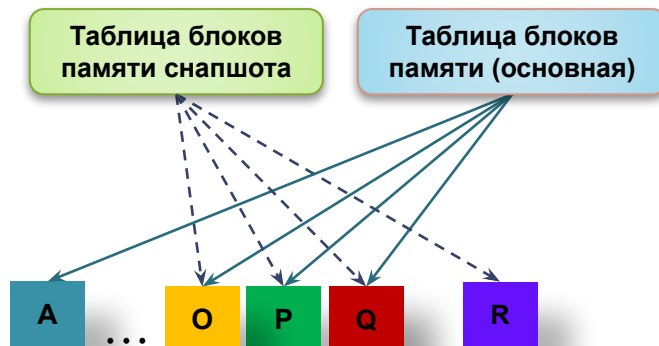 Таблица блоков
памяти снапшота
Таблица блоков
памяти (основная)
A
...
O
P
Q
R